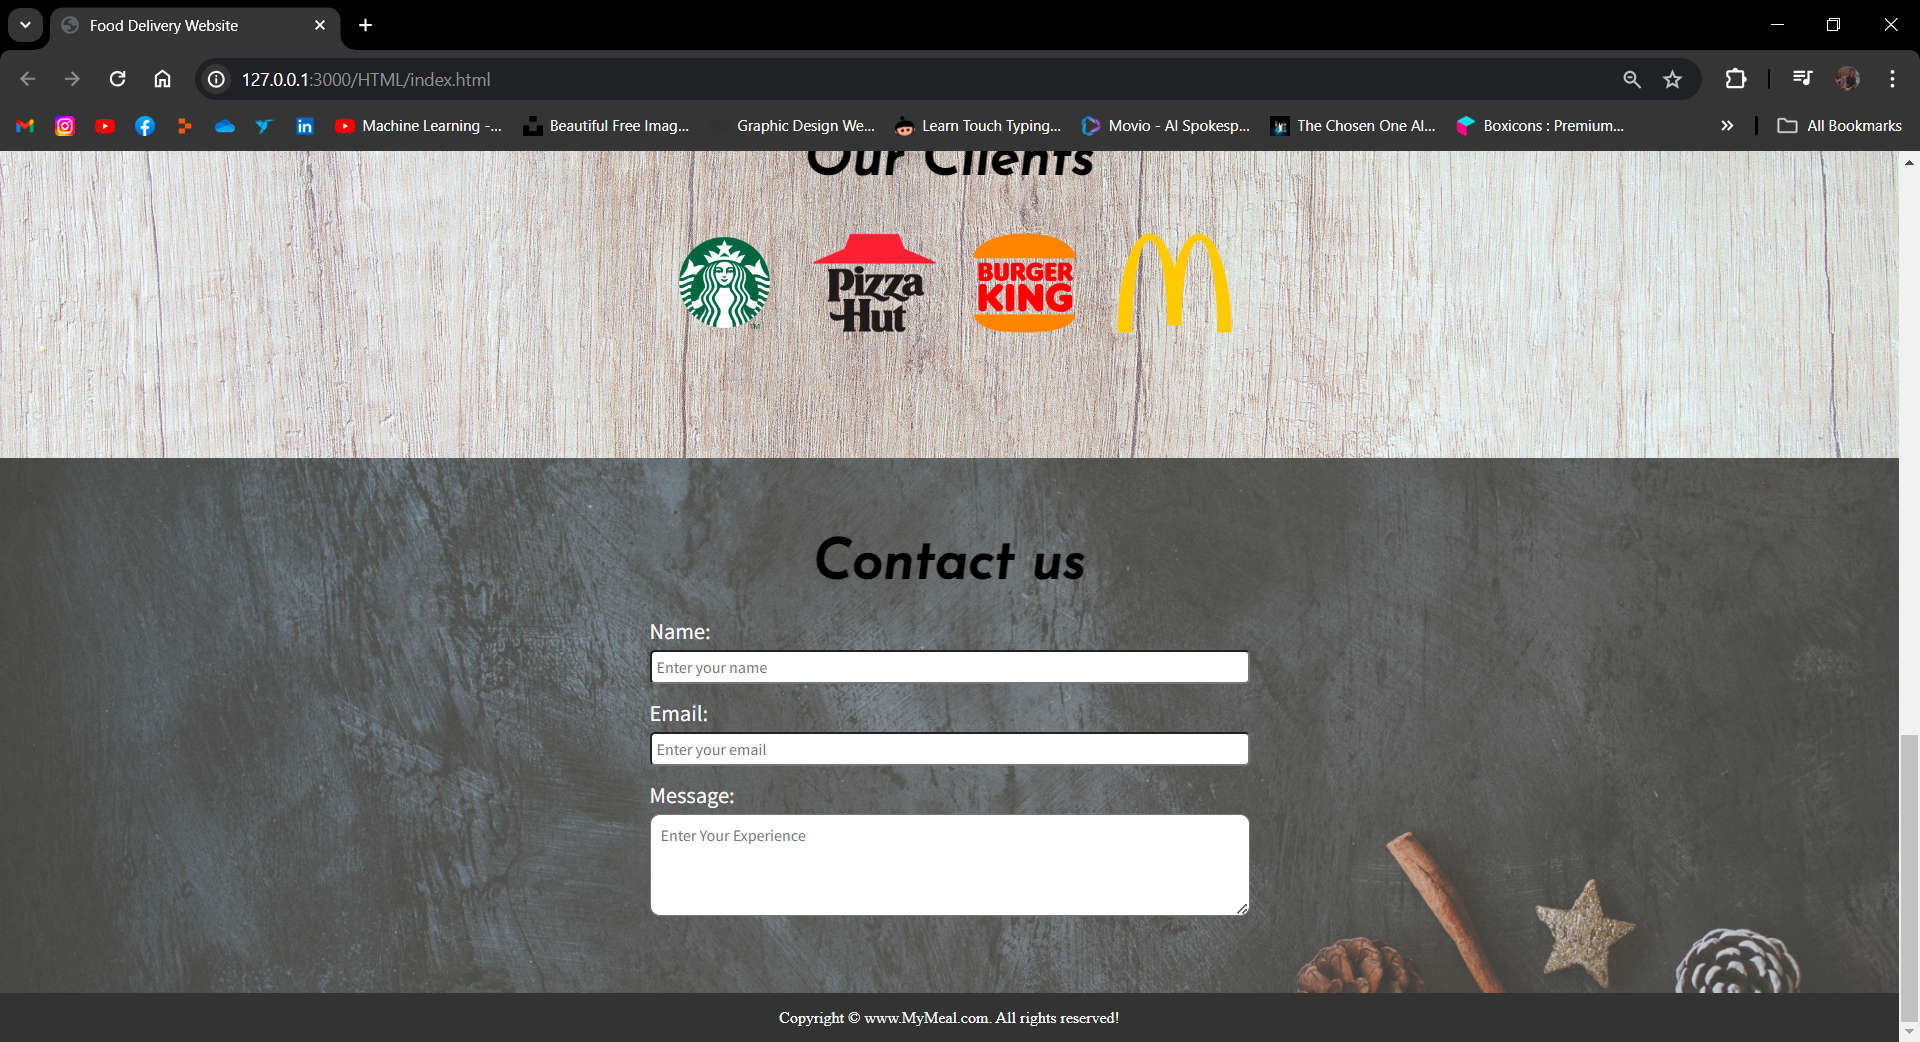 Food Delivery Website
127.0.0.1:3000/HTML/index.html
Machine Learning -...
Beautiful Free Imag...
Graphic Design We...
Learn Touch Typing...
Movio - AI Spokesp...
The Chosen One AI...
Boxicons : Premium...
All Bookmarks
Our Clients
Pizza
Hut
BURGER
KING
TM
Contact us
Name:
Enter your name
Email:
Enter your email
Message:
Enter Your Experience
Copyright © www.MyMeal.com. All rights reserved!